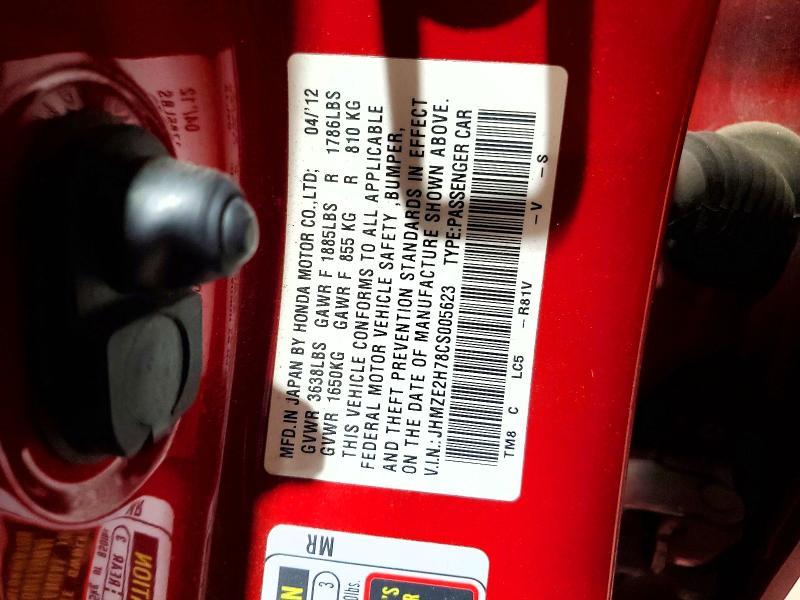 MFD.IN JAPAN BY HONDA MOTOR CO.,LTD; 04/'12
GVWR 3638LBS GAWR F 1885LBS R 1786LBS
GVWR 1650KG GAWR F 855 KG R 810 KG
THIS VEHICLE CONFORMS TO ALL APPLICABLE
FEDERAL MOTOR VEHICLE SAFETY ,BUMPER,
AND THEFT PREVENTION STANDARDS IN EFFECT
ON THE DATE OF MANUFACTURE SHOWN ABOVE.
V.I.N.:JHMZE2H78CS005623 TYPE:PASSENGER CAR
TM8 C LC5 -R81V -V -S
MR
3
0lbs.